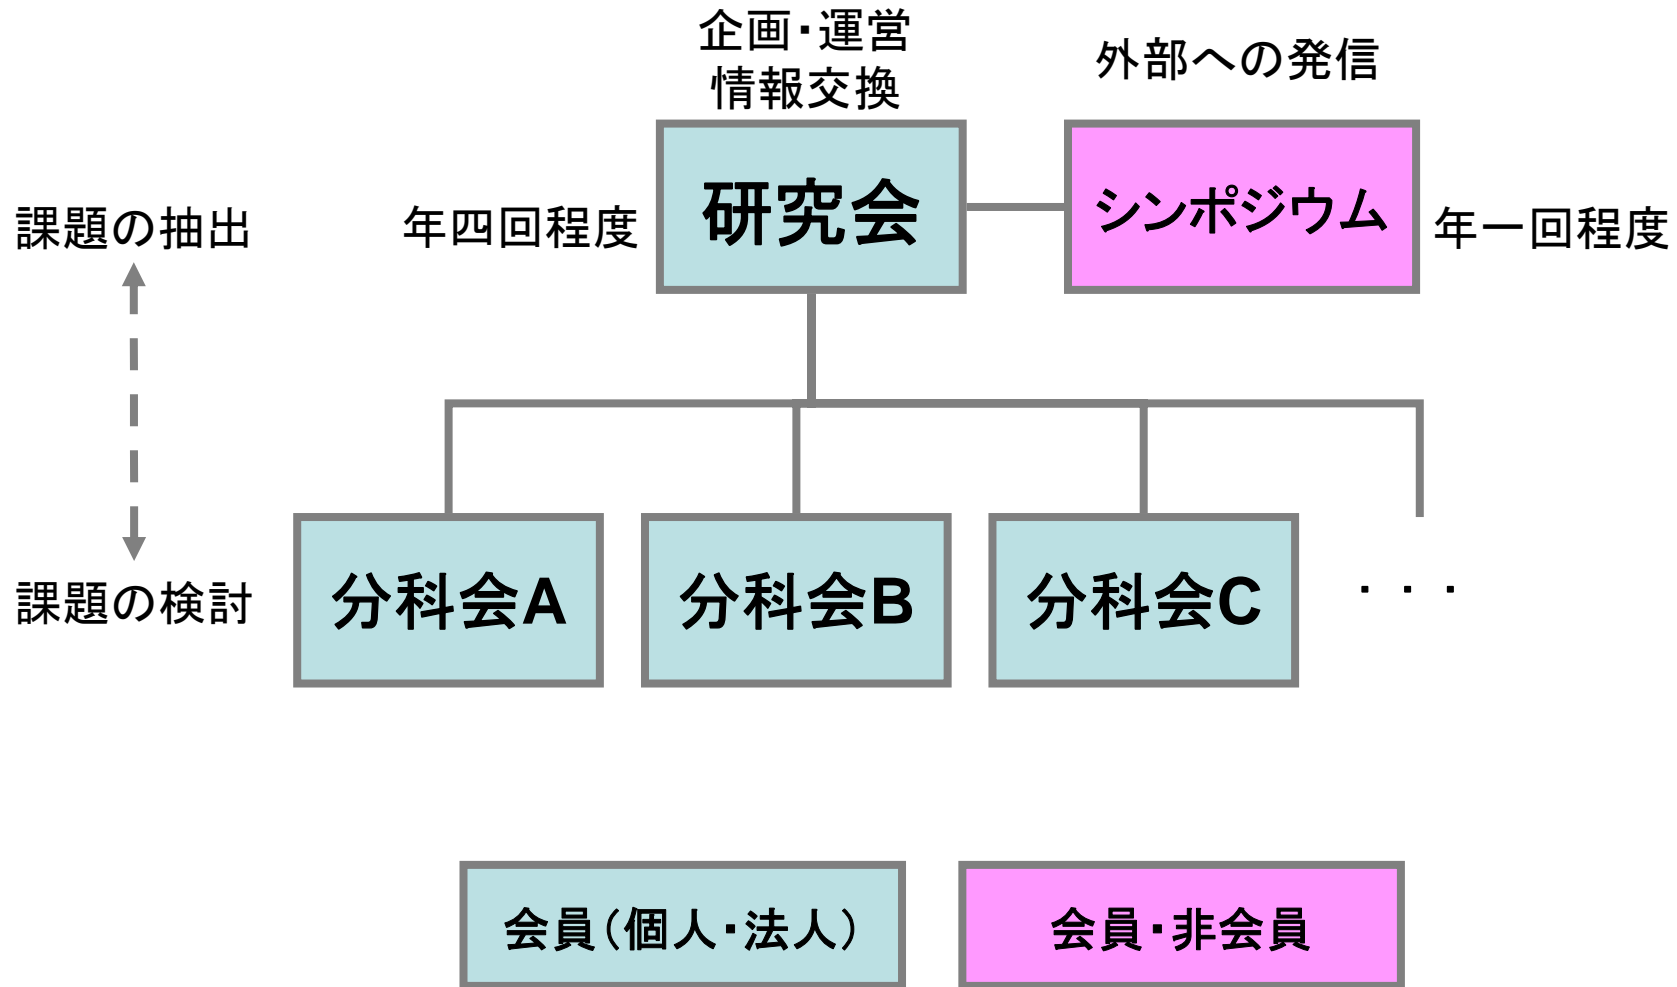 企画・運営
情報交換
外部への発信
研究会
シンポジウム
課題の抽出
年四回程度
年一回程度
分科会A
分科会B
分科会C
・・・
課題の検討
会員（個人・法人）
会員・非会員